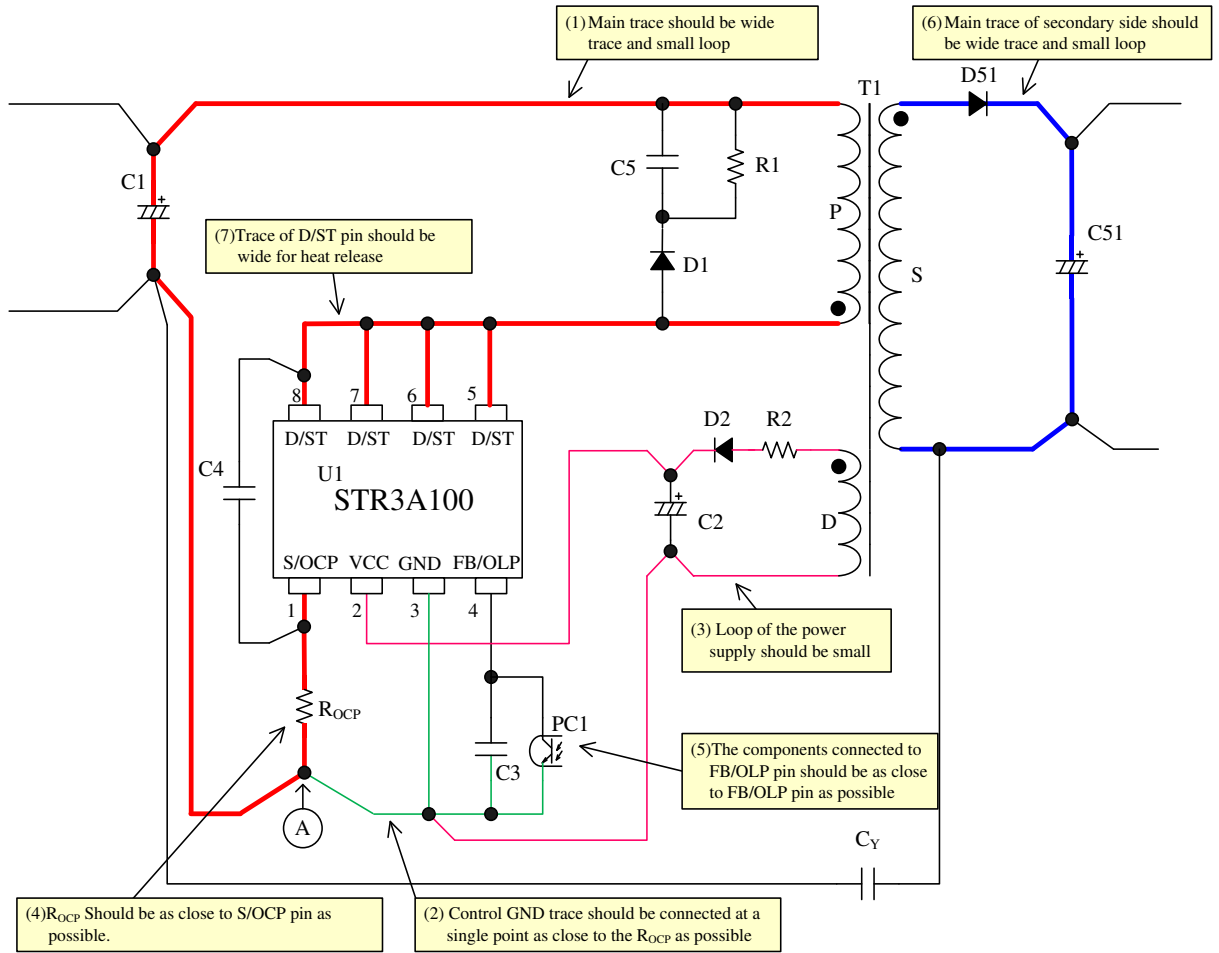 (1) Main trace should be wide
trace and small loop
(6) Main trace of secondary side should
be wide trace and small loop
D51
T1
C1
+
C5
R1
P
S
C51
+
(7)Trace of D/ST pin should be
wide for heat release
D1
8
7
6
5
D/ST
D/ST
D/ST
D/ST
D2
R2
C4
U1
STR3A100
+
C2
D
S/OCP
VCC
GND
FB/OLP
1
2
3
4
(3) Loop of the power
supply should be small
ROCP
PC1
C3
(5)The components connected to
FB/OLP pin should be as close
to FB/OLP pin as possible
A
CY
(4)ROCP Should be as close to S/OCP pin as
possible.
(2) Control GND trace should be connected at a
single point as close to the ROCP as possible